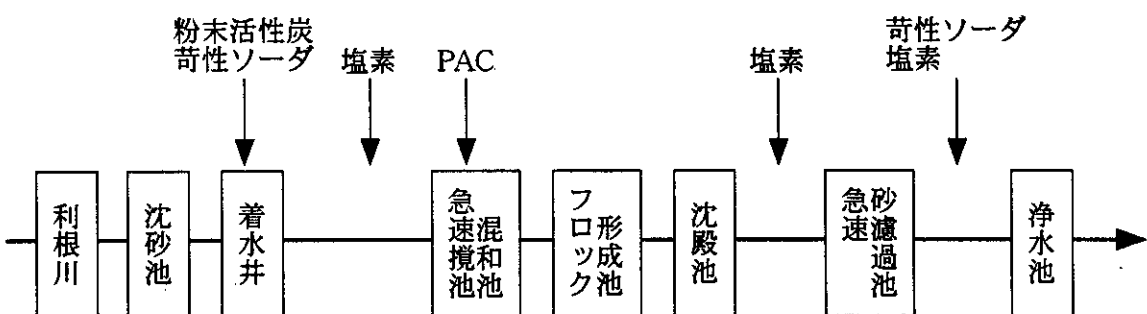 粉末活性炭
苛性ソーダ
塩素
PAC
塩素
苛性ソーダ
塩素
利根川
沈砂池
着水井
急速攪池
混和池
フロック
形成池
沈殿池
急速
砂濾過池
浄水池